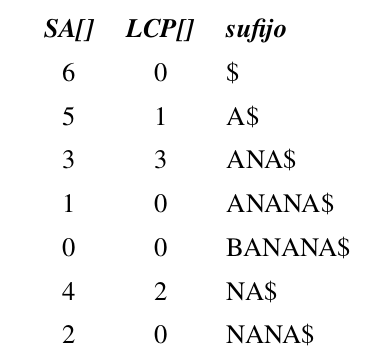 SA[] LCP[] sufijo
6 0 $
5 1 A$
3 3 ANA$
1 0 ANANA$
0 0 BANANA$
4 2 NA$
2 0 NANA$